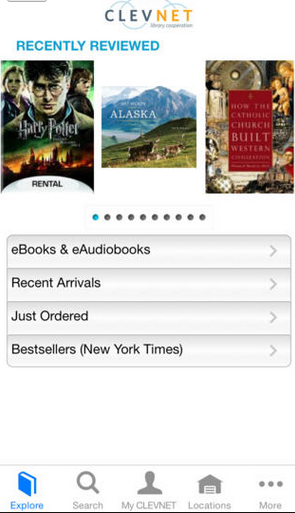 CLEVNET
library cooperation
RECENTLY REVIEWED
Harry Potter
RENTAL
ALASKA
HOW THE
CATHOLIC
CHURCH
BUILT
WESTERN
CIVILIZATION
eBooks & eAudiobooks
Recent Arrivals
Just Ordered
Bestsellers (New York Times)
Explore
Search
My CLEVNET
Locations
More